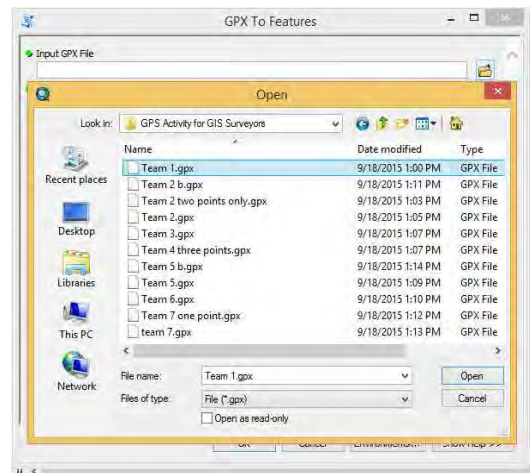 GPX To Features
Input GPX File
Open
Look in: GPS Activity for GIS Surveyors
Name Date modified Type
Team 1.gpx 9/18/2015 1:00 PM GPX File
Team 2 b.gpx 9/18/2015 1:11 PM GPX File
Team 2 two points only.gpx 9/18/2015 1:03 PM GPX File
Team 2.gpx 9/18/2015 1:05 PM GPX File
Team 3.gpx 9/18/2015 1:07 PM GPX File
Team 4 three points.gpx 9/18/2015 1:07 PM GPX File
Team 5 b.gpx 9/18/2015 1:14 PM GPX File
Team 5.gpx 9/18/2015 1:09 PM GPX File
Team 6.gpx 9/18/2015 1:10 PM GPX File
Team 7 one point.gpx 9/18/2015 1:12 PM GPX File
team 7.gpx 9/18/2015 1:13 PM GPX File
Recent places
Desktop
Libraries
This PC
Network
File name: Team 1.gpx Open
Files of type: File (*.gpx) Cancel
Open as read-only
OK Cancel Environments... Show Help >>